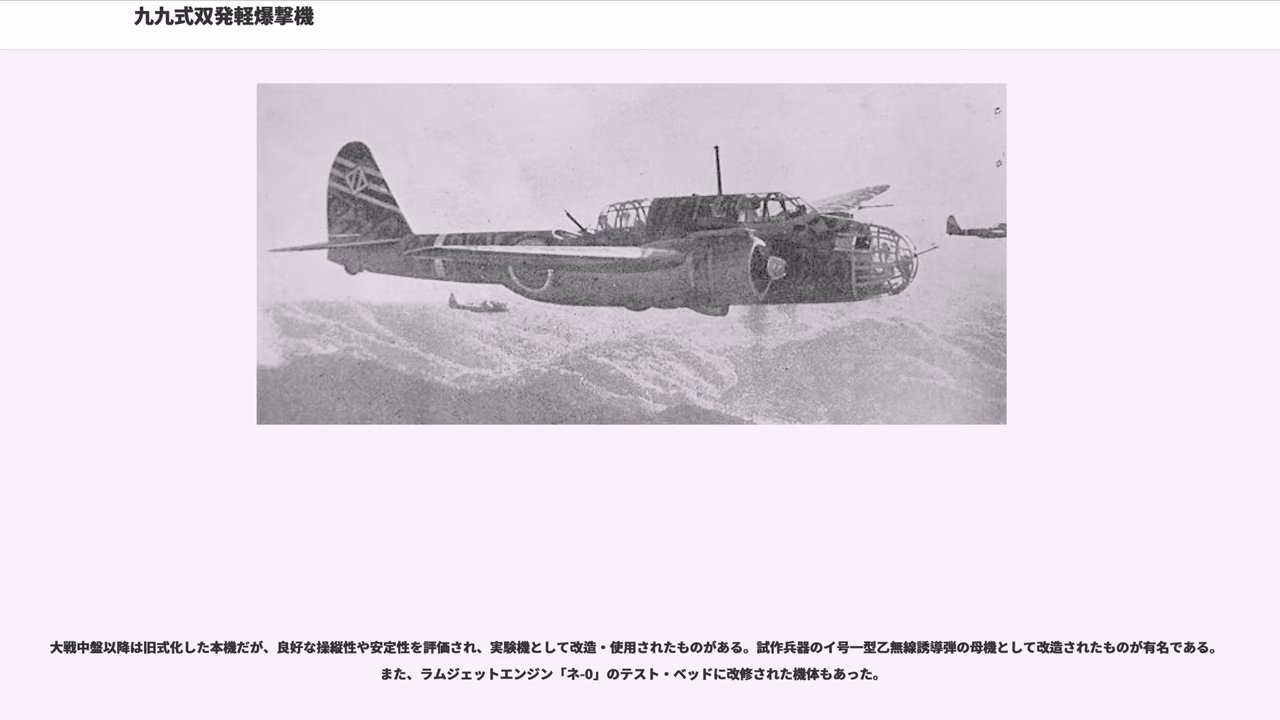 九九式双発軽爆撃機
大戦中盤以降は旧式化した本機だが、良好な操縦性や安定性を評価され、実験機として改造・使用されたものがある。試作兵器のイ号一型乙無線誘導弾の母機として改造されたものが有名である。
また、ラムジェットエンジン「ネ-0」のテスト・ベッドに改修された機体もあった。